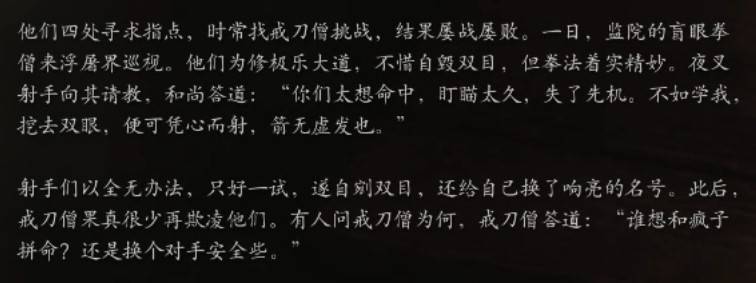 他们四处寻求指点，时常找戒刀僧挑战，结果屡战屡败。一日，监院的盲眼拳
僧来浮屠界巡视。他们为修极乐大道，不惜自毁双目，但拳法着实精妙。夜叉
射手向其请教，和尚答道：“你们太想命中，盯瞄太久，失了先机。不如学我，
挖去双眼，便可凭心而射，箭无虚发也。”
射手们以全无办法，只好一试，遂自剜双目，还给自己换了响亮的名号。此后，
戒刀僧果真很少再欺凌他们。有人问戒刀僧为何，戒刀僧答道：“谁想和疯子
拼命？还是换个对手安全些。”